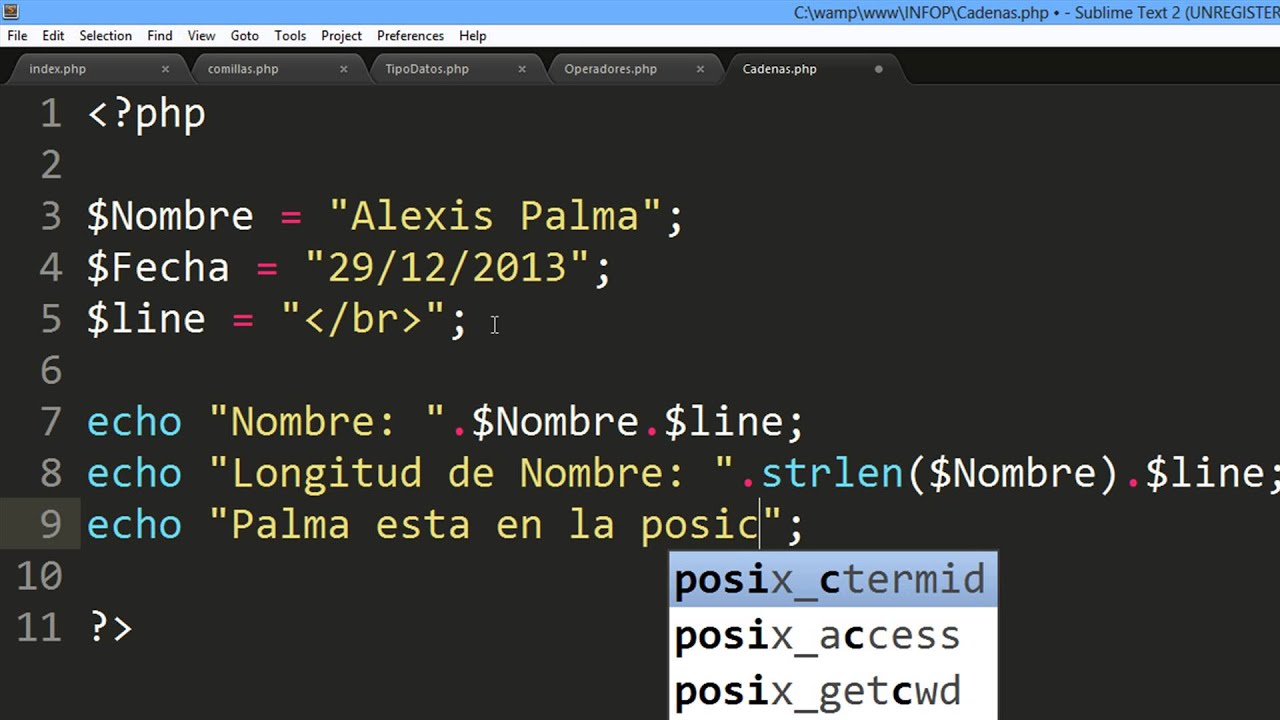 C:\wamp\www\INFOP\Cadenas.php • - Sublime Text 2 (UNREGISTER
File Edit Selection Find View Goto Tools Project Preferences Help
index.php × comillas.php × TipoDatos.php × Operadores.php × Cadenas.php •
1 <?php
2
3 $Nombre = "Alexis Palma";
4 $Fecha = "29/12/2013";
5 $line = "</br>";
6
7 echo "Nombre: ".$Nombre.$line;
8 echo "Longitud de Nombre: ".strlen($Nombre).$line;
9 echo "Palma esta en la posic";
posix_ctermid
10
posix_access
11 ?>
posix_getcwd